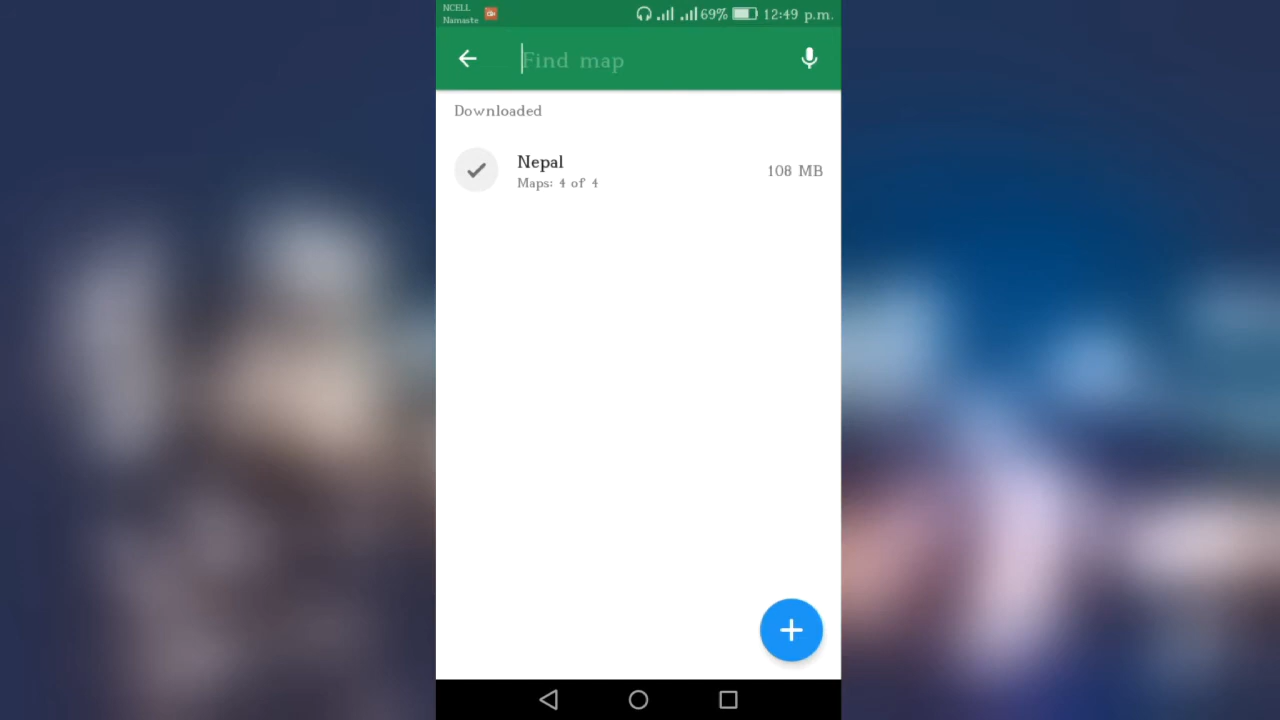 NCELL
Namaste
69% 12:49 p.m.
Find map
Downloaded
Nepal
108 MB
Maps: 4 of 4